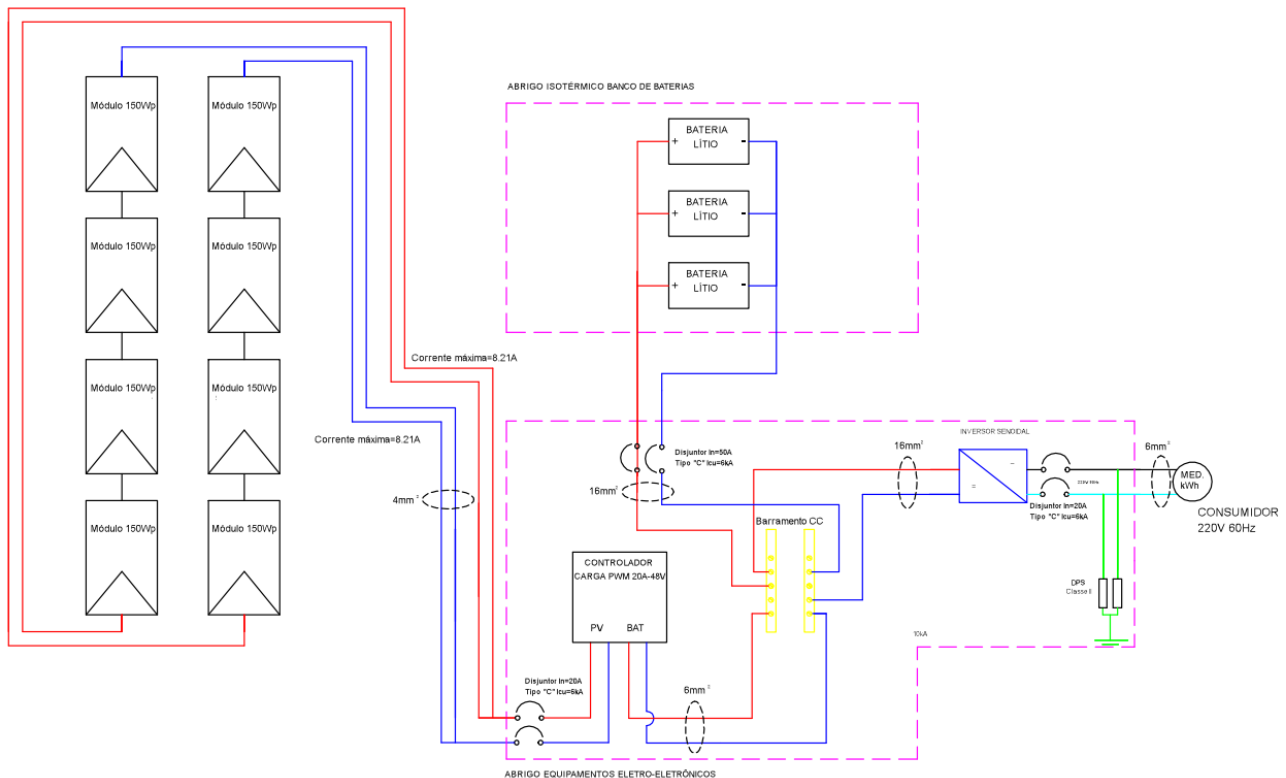 ABRIGO ISOTÉRMICO BANCO DE BATERIAS
Módulo 150Wp
Módulo 150Wp
Módulo 150Wp
Módulo 150Wp
Módulo 150Wp
Módulo 150Wp
Módulo 150Wp
Módulo 150Wp
+ BATERIA -
LÍTIO
+ BATERIA -
LÍTIO
+ BATERIA -
LÍTIO
Corrente máxima=8.21A
Corrente máxima=8.21A
4mm²
Disjuntor In=50A
Tipo "C" Icu=6kA
16mm²
16mm²
INVERSOR SENOIDAL
~
=
220V 60Hz
Disjuntor In=20A
Tipo "C" Icu=6kA
6mm²
MED.
kWh
CONSUMIDOR
220V 60Hz
Barramento CC
CONTROLADOR
CARGA PWM 20A-48V
PV BAT
DPS
Classe II
10kA
Disjuntor In=20A
Tipo "C" Icu=6kA
6mm²
ABRIGO EQUIPAMENTOS ELETRO-ELETRÔNICOS